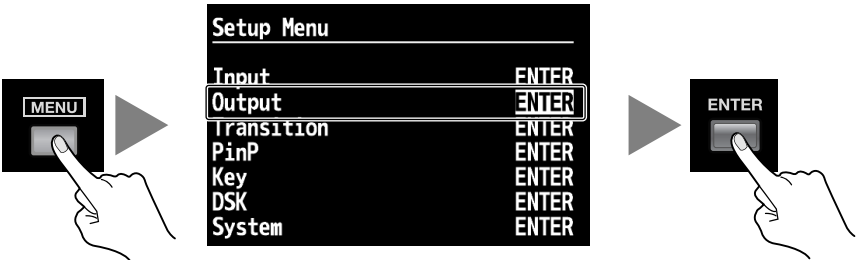 MENU
Setup Menu
Input ENTER
Output ENTER
Transition ENTER
PinP ENTER
Key ENTER
DSK ENTER
System ENTER
ENTER